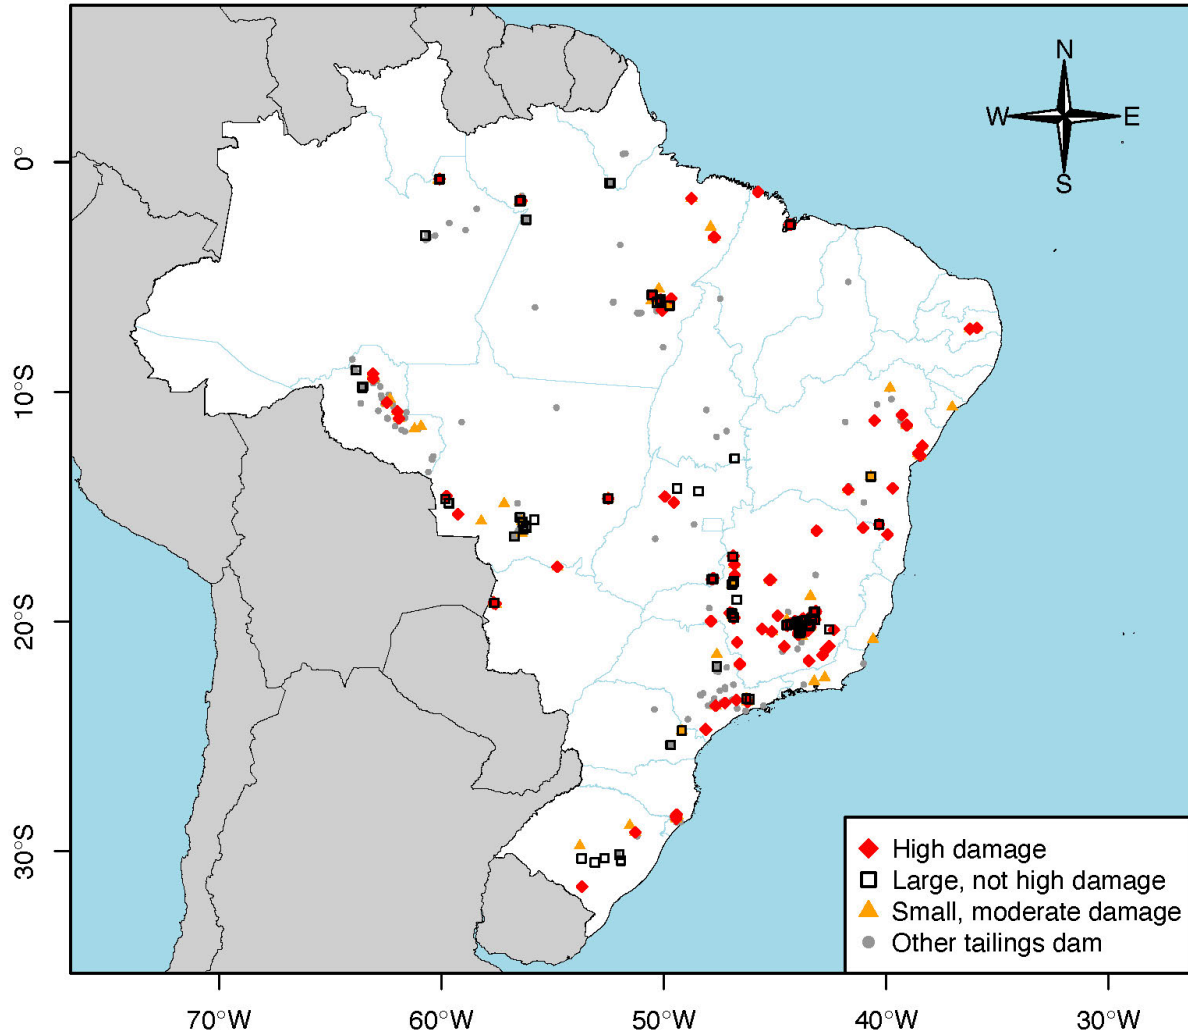 N
W E
S
0°
10°S
20°S
30°S
High damage
Large, not high damage
Small, moderate damage
Other tailings dam
70°W 60°W 50°W 40°W 30°W